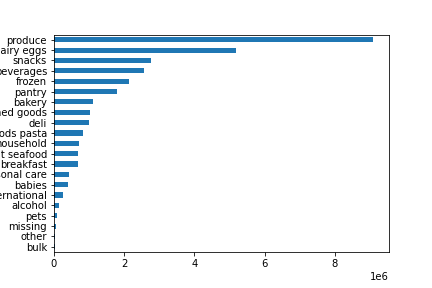 produce
airy eggs
snacks
beverages
frozen
pantry
bakery
ned goods
deli
ods pasta
household
t seafood
breakfast
onal care
babies
ernational
alcohol
pets
missing
other
bulk
0 2 4 6 8
1e6